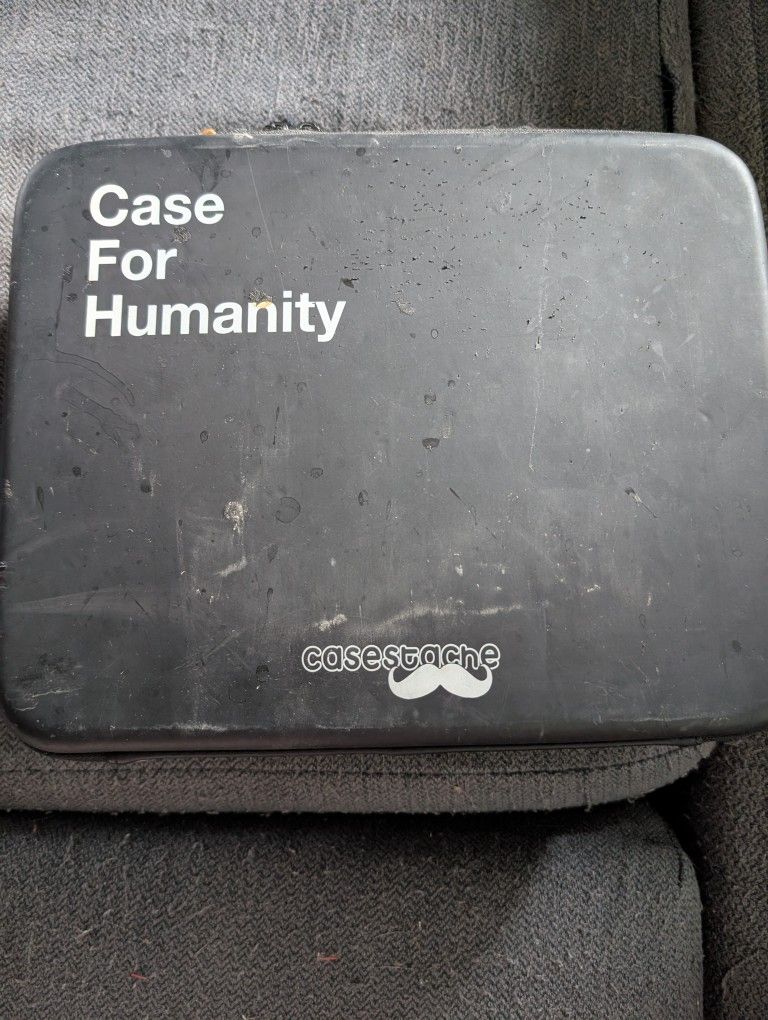 Case
For
Humanity
casestache